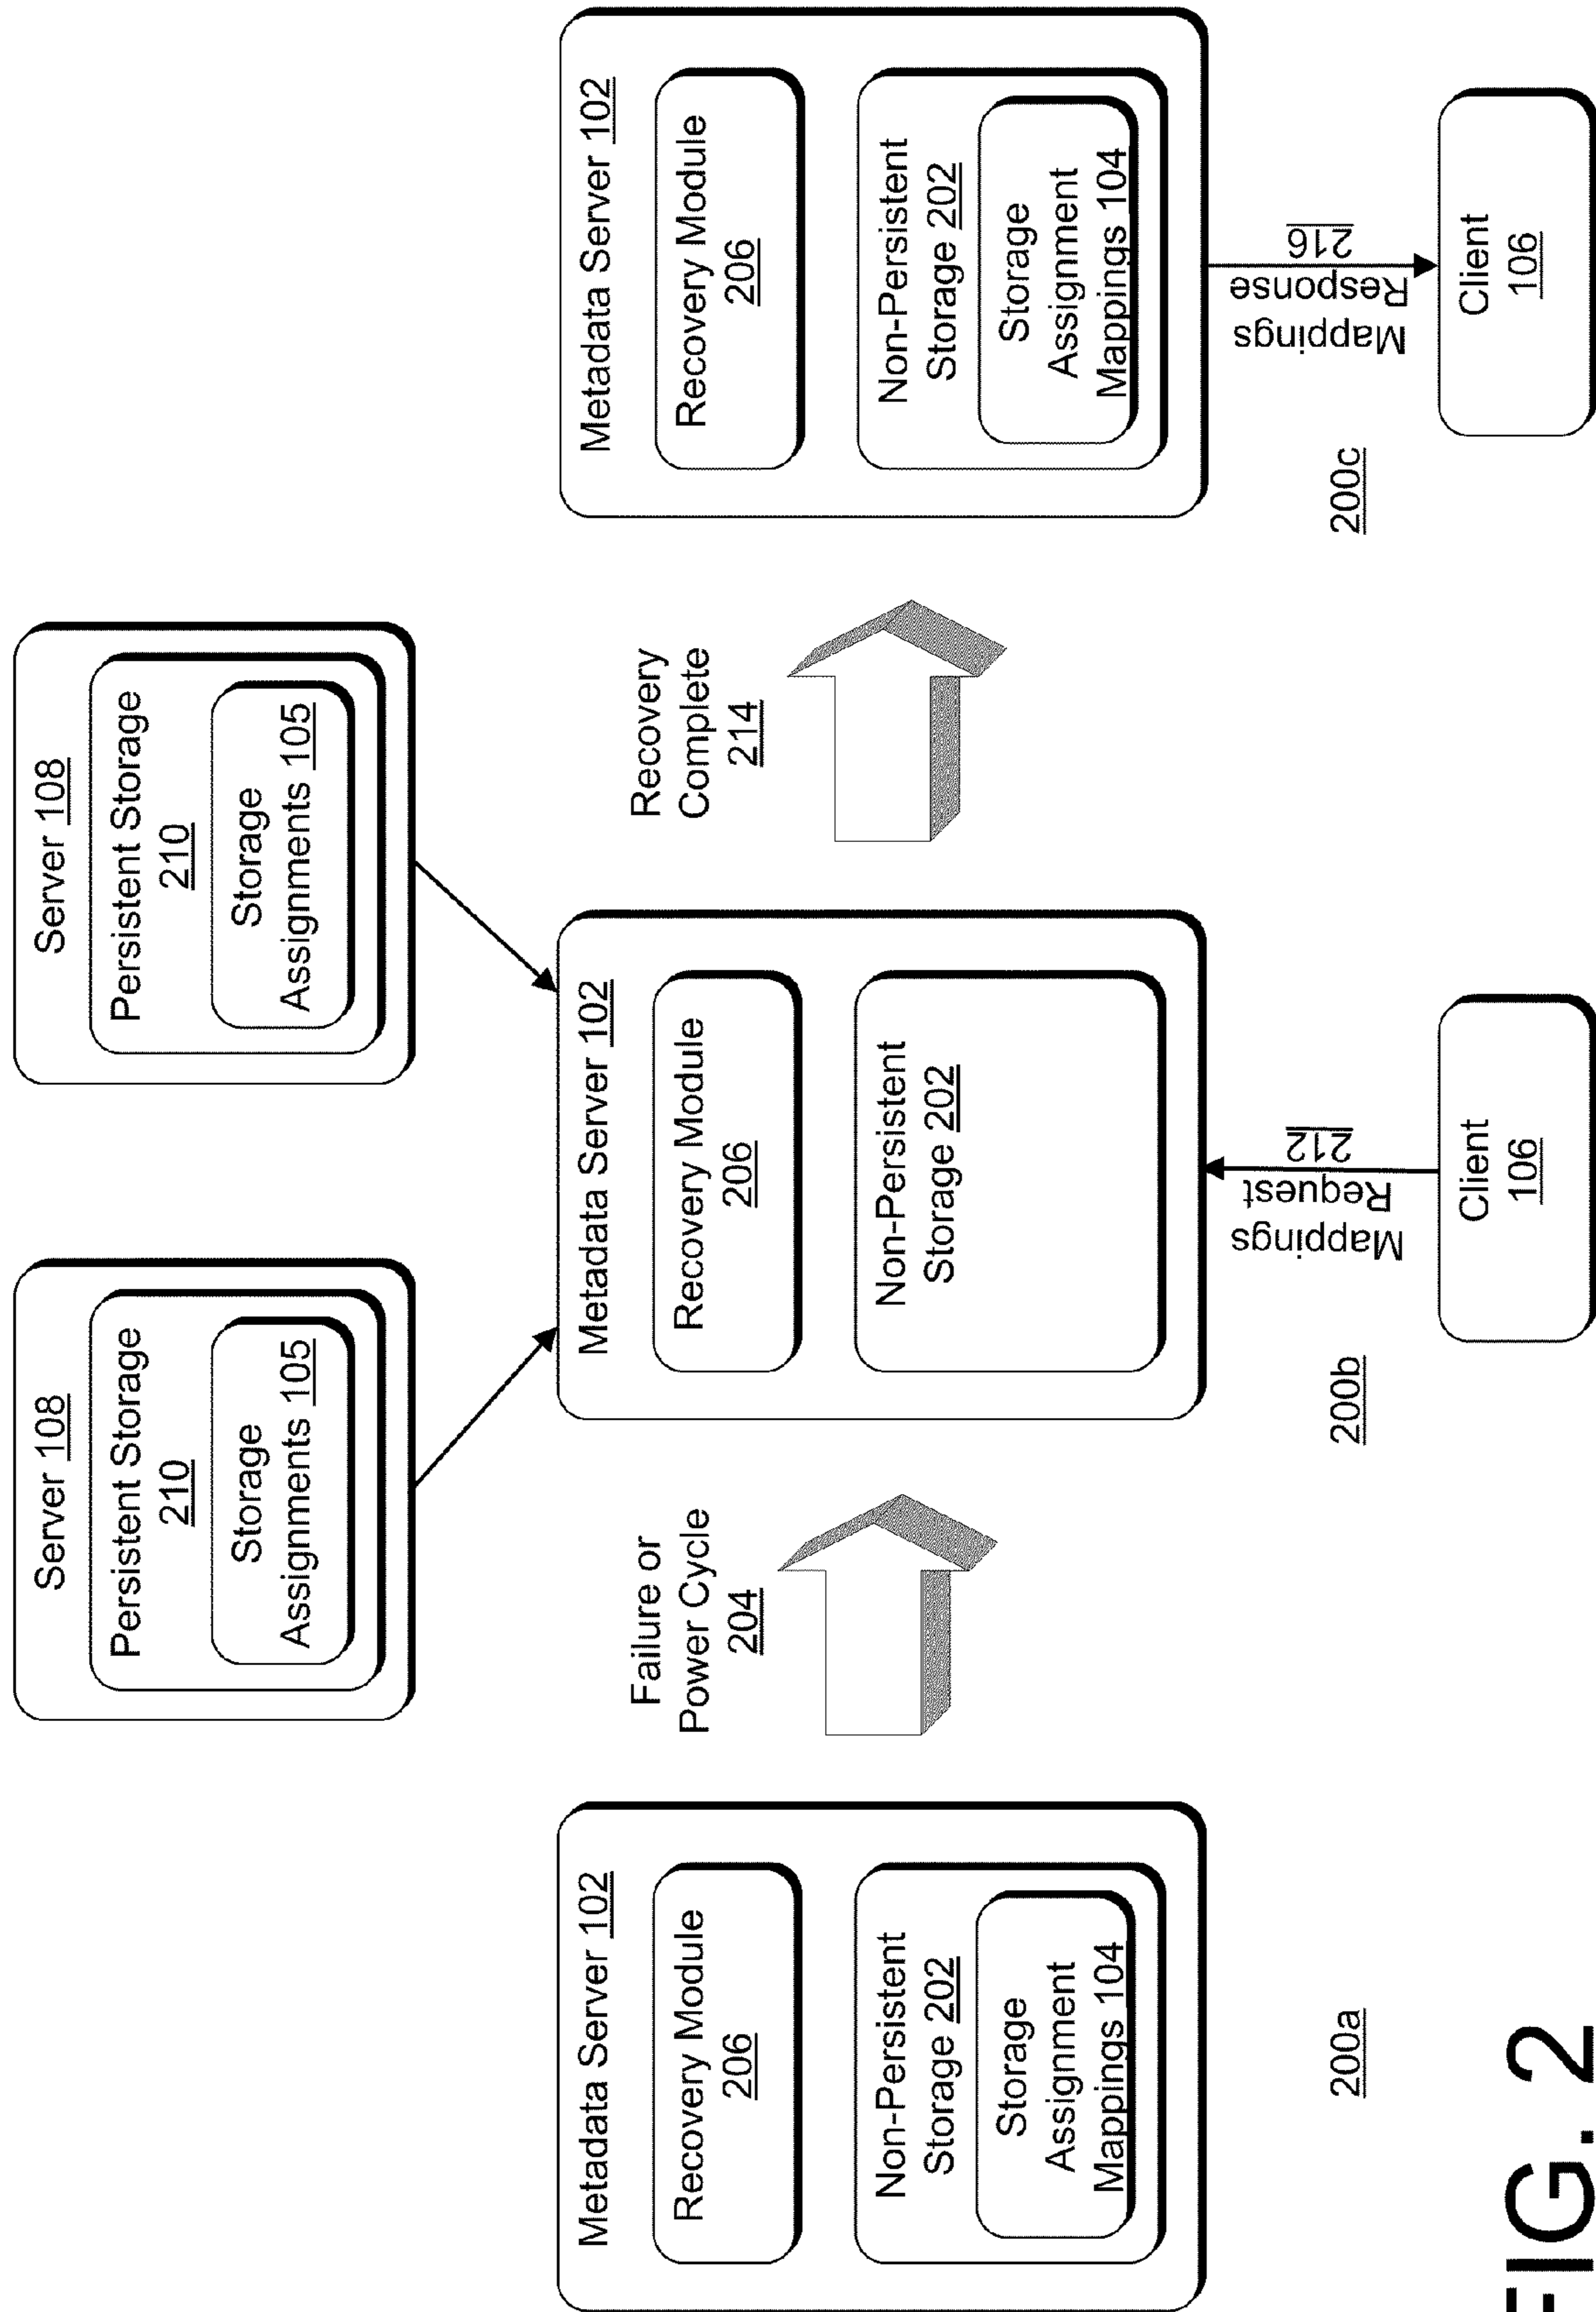 Server 108
Persistent Storage
210
Storage
Assignments 105
Server 108
Persistent Storage
210
Storage
Assignments 105
Metadata Server 102
Recovery Module
206
Non-Persistent
Storage 202
Storage
Assignment
Mappings 104
200a
Failure or
Power Cycle
204
Metadata Server 102
Recovery Module
206
Non-Persistent
Storage 202
Mappings
Request
212
Client
106
200b
Recovery
Complete
214
Metadata Server 102
Recovery Module
206
Non-Persistent
Storage 202
Storage
Assignment
Mappings 104
Mappings
Response
216
Client
106
200c
FIG. 2